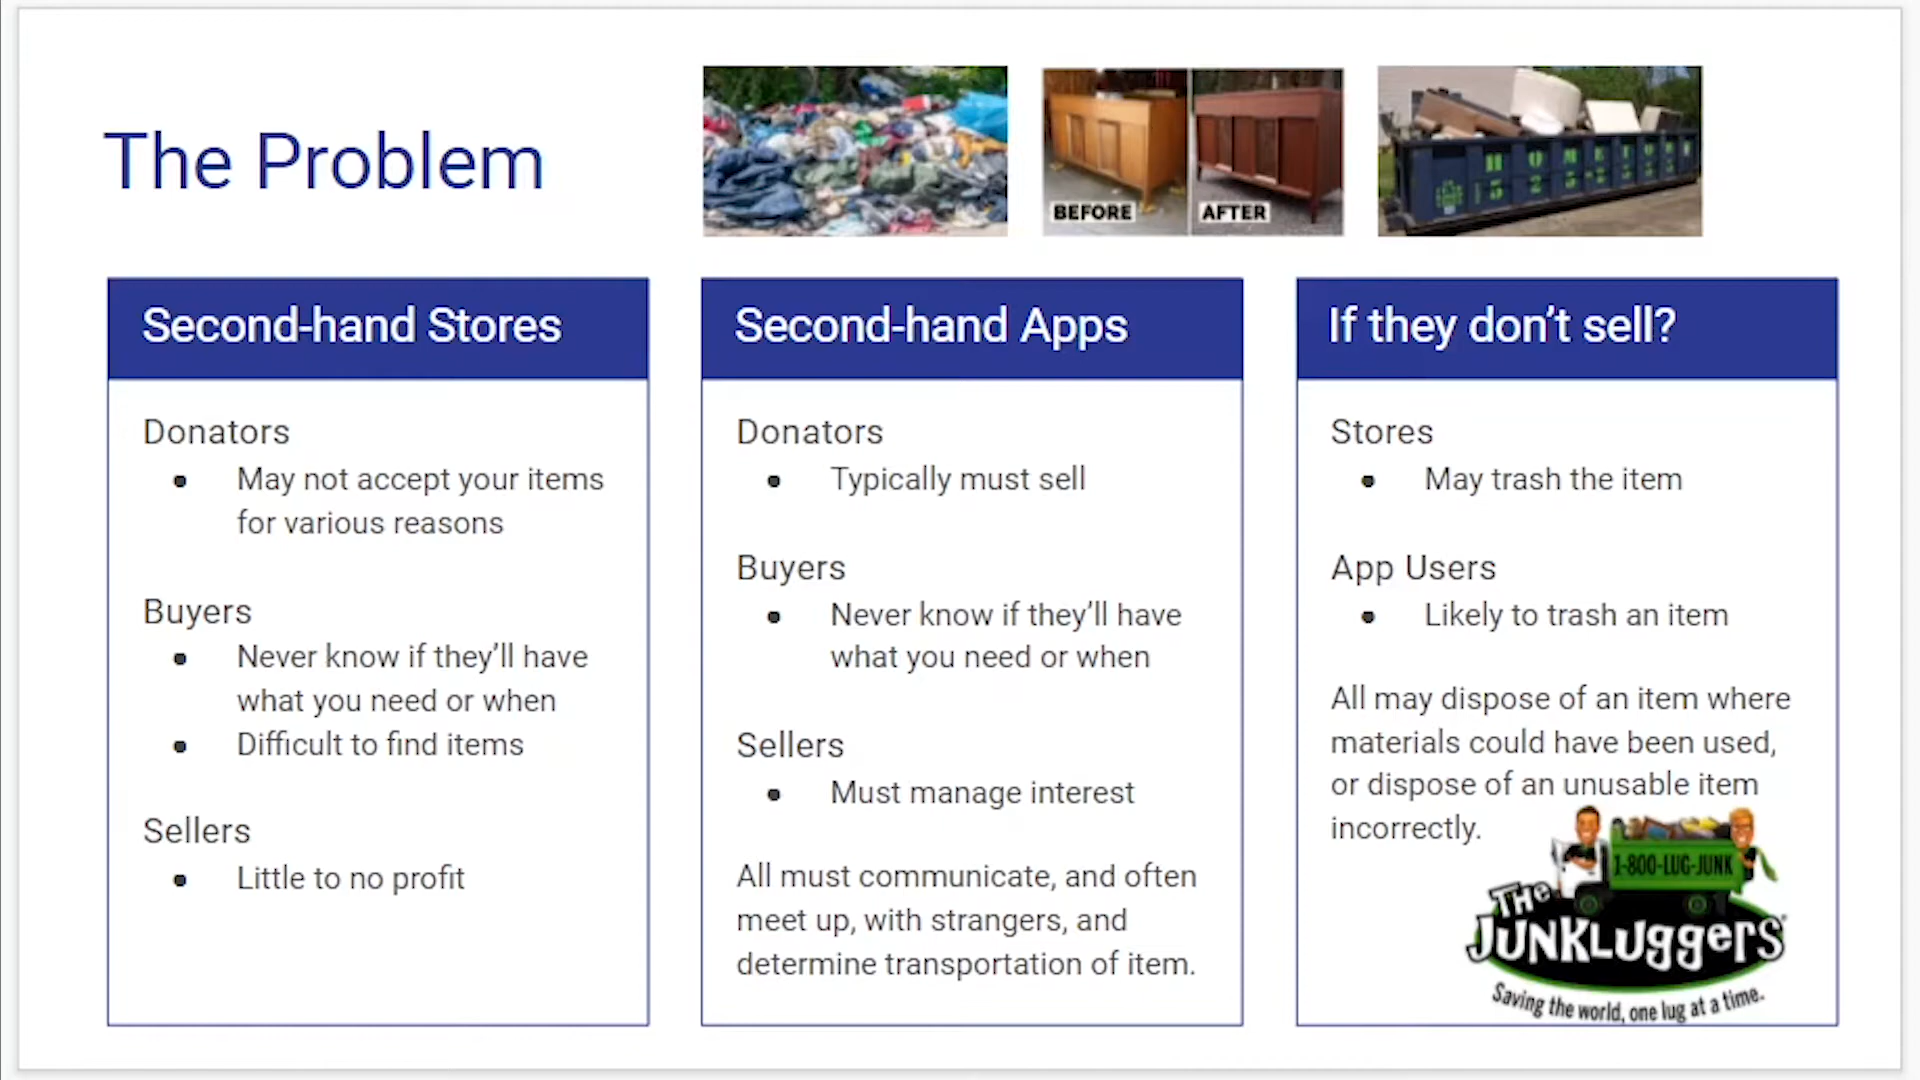 The Problem
BEFORE
AFTER
Second-hand Stores
Donators
May not accept your items
for various reasons
Buyers
Never know if they'll have
what you need or when
Difficult to find items
Sellers
Little to no profit
Second-hand Apps
Donators
Typically must sell
Buyers
Never know if they'll have
what you need or when
Sellers
Must manage interest
All must communicate, and often
meet up, with strangers, and
determine transportation of item.
If they don't sell?
Stores
May trash the item
App Users
Likely to trash an item
All may dispose of an item where
materials could have been used,
or dispose of an unusable item
incorrectly.
1-800-LUG-JUNK
THe
JUNKLuggerS
Saving the world, one lug at a time.